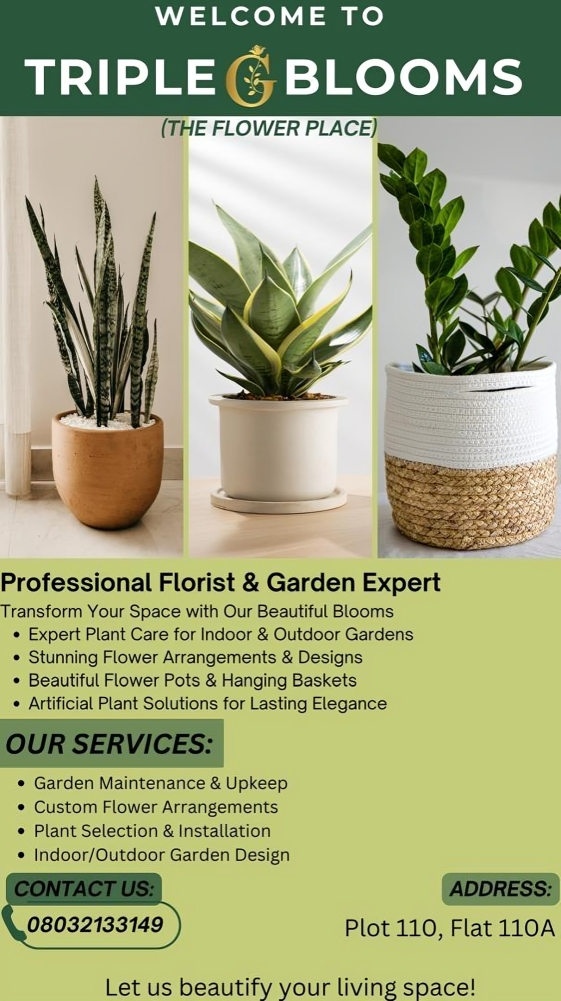 WELCOME TO
TRIPLE G BLOOMS
(THE FLOWER PLACE)
Professional Florist & Garden Expert
Transform Your Space with Our Beautiful Blooms
• Expert Plant Care for Indoor & Outdoor Gardens
• Stunning Flower Arrangements & Designs
• Beautiful Flower Pots & Hanging Baskets
• Artificial Plant Solutions for Lasting Elegance
OUR SERVICES:
• Garden Maintenance & Upkeep
• Custom Flower Arrangements
• Plant Selection & Installation
• Indoor/Outdoor Garden Design
CONTACT US:
08032133149
ADDRESS:
Plot 110, Flat 110A
Let us beautify your living space!